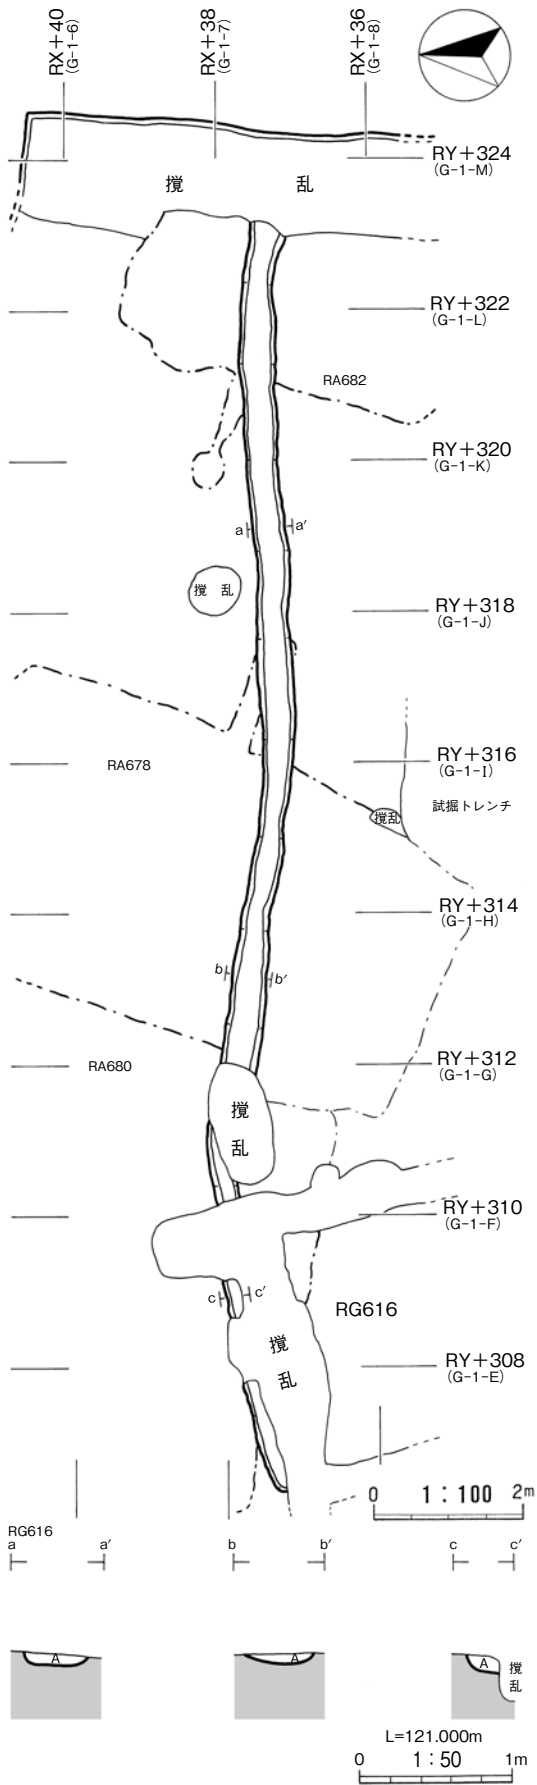 RX+40
(G-1-6)
RX+38
(G-1-7)
RX+36
(G-1-8)
RY+324
(G-1-M)
撹 乱
RY+322
(G-1-L)
RA682
RY+320
(G-1-K)
a a′
撹 乱
RY+318
(G-1-J)
RY+316
(G-1-I)
RA678
試掘トレンチ
撹乱
RY+314
(G-1-H)
b b′
RY+312
(G-1-G)
RA680
撹
乱
RY+310
(G-1-F)
c c′
RG616
撹
乱
RY+308
(G-1-E)
0 1:100 2m
RG616
a a′ b b′ c c′
A A A 撹
乱
L=121.000m
0 1:50 1m